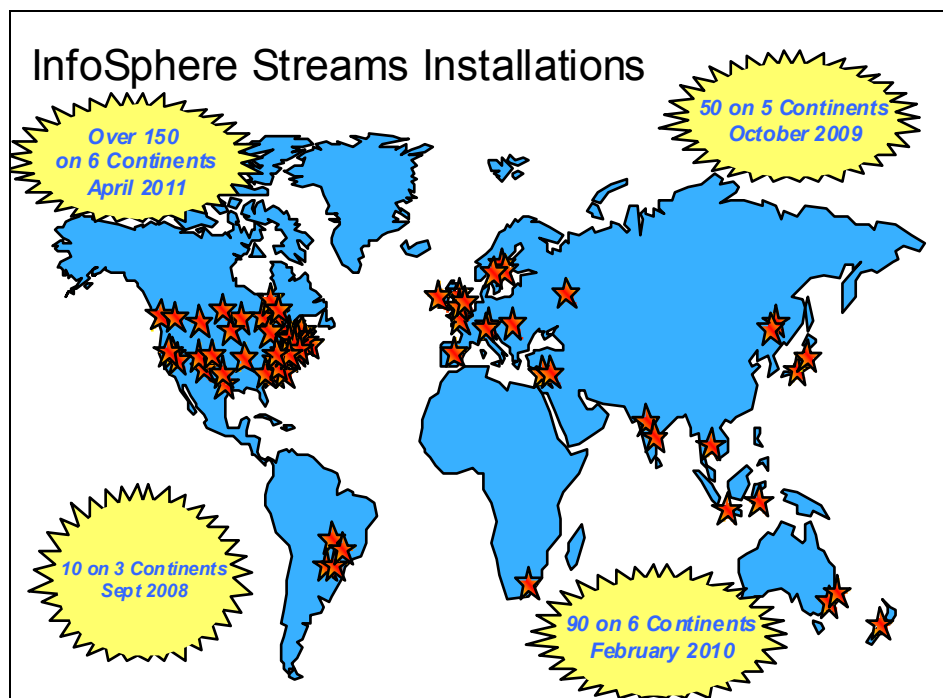 InfoSphere Streams Installations
50 on 5 Continents
October 2009
Over 150
on 6 Continents
April 2011
10 on 3 Continents
Sept 2008
90 on 6 Continents
February 2010